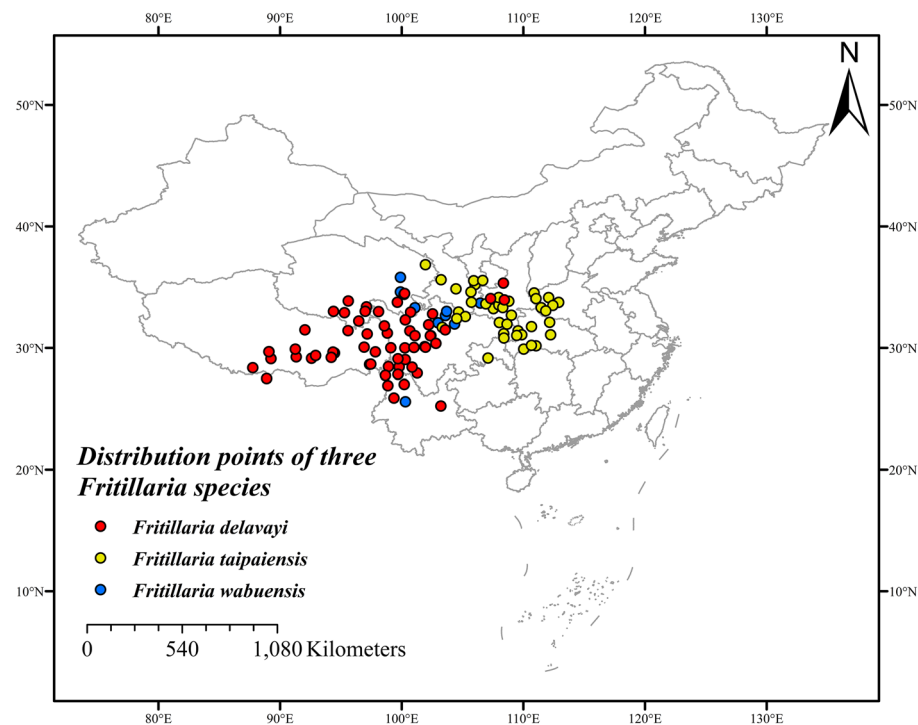 80°E 90°E 100°E 110°E 120°E 130°E
N
50°N 50°N
40°N 40°N
30°N 30°N
20°N 20°N
10°N 10°N
Distribution points of three
Fritillaria species
Fritillaria delavayi
Fritillaria taipaiensis
Fritillaria wabuensis
0 540 1,080 Kilometers
80°E 90°E 100°E 110°E 120°E 130°E